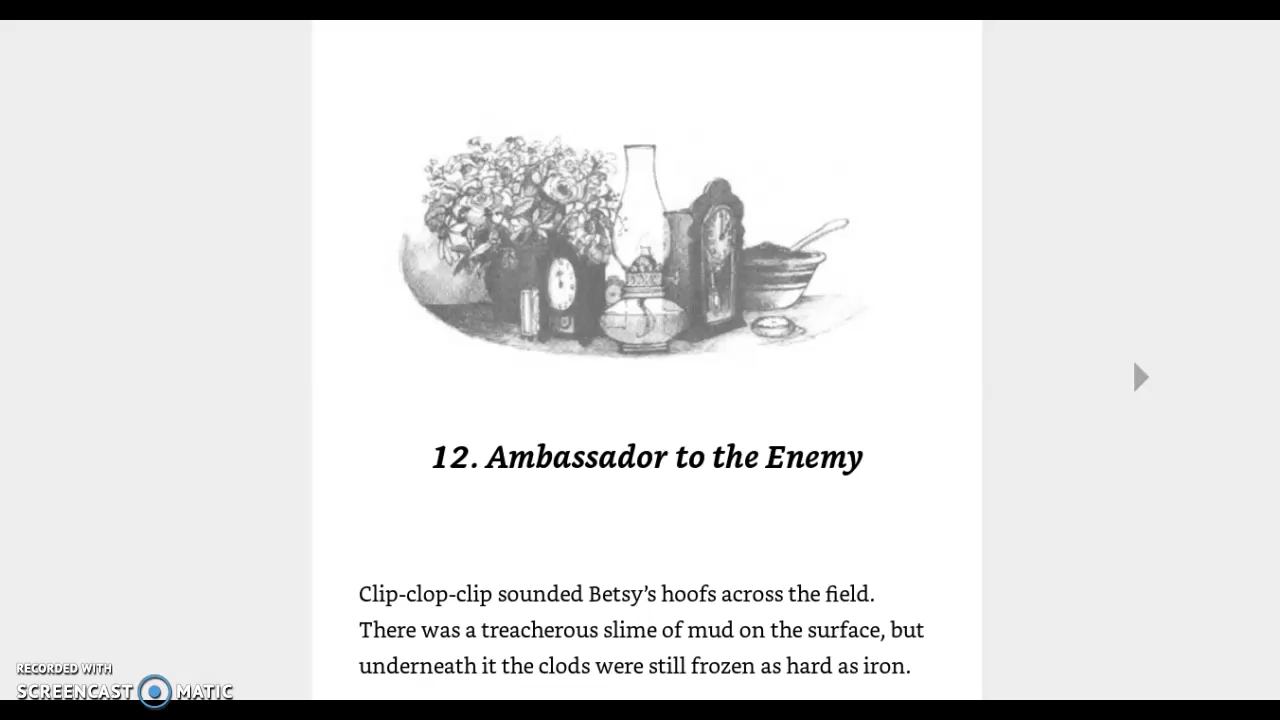 12. Ambassador to the Enemy
Clip-clop-clip sounded Betsy’s hoofs across the field.
There was a treacherous slime of mud on the surface, but
underneath it the clods were still frozen as hard as iron.
RECORDED WITH
SCREENCAST MATIC